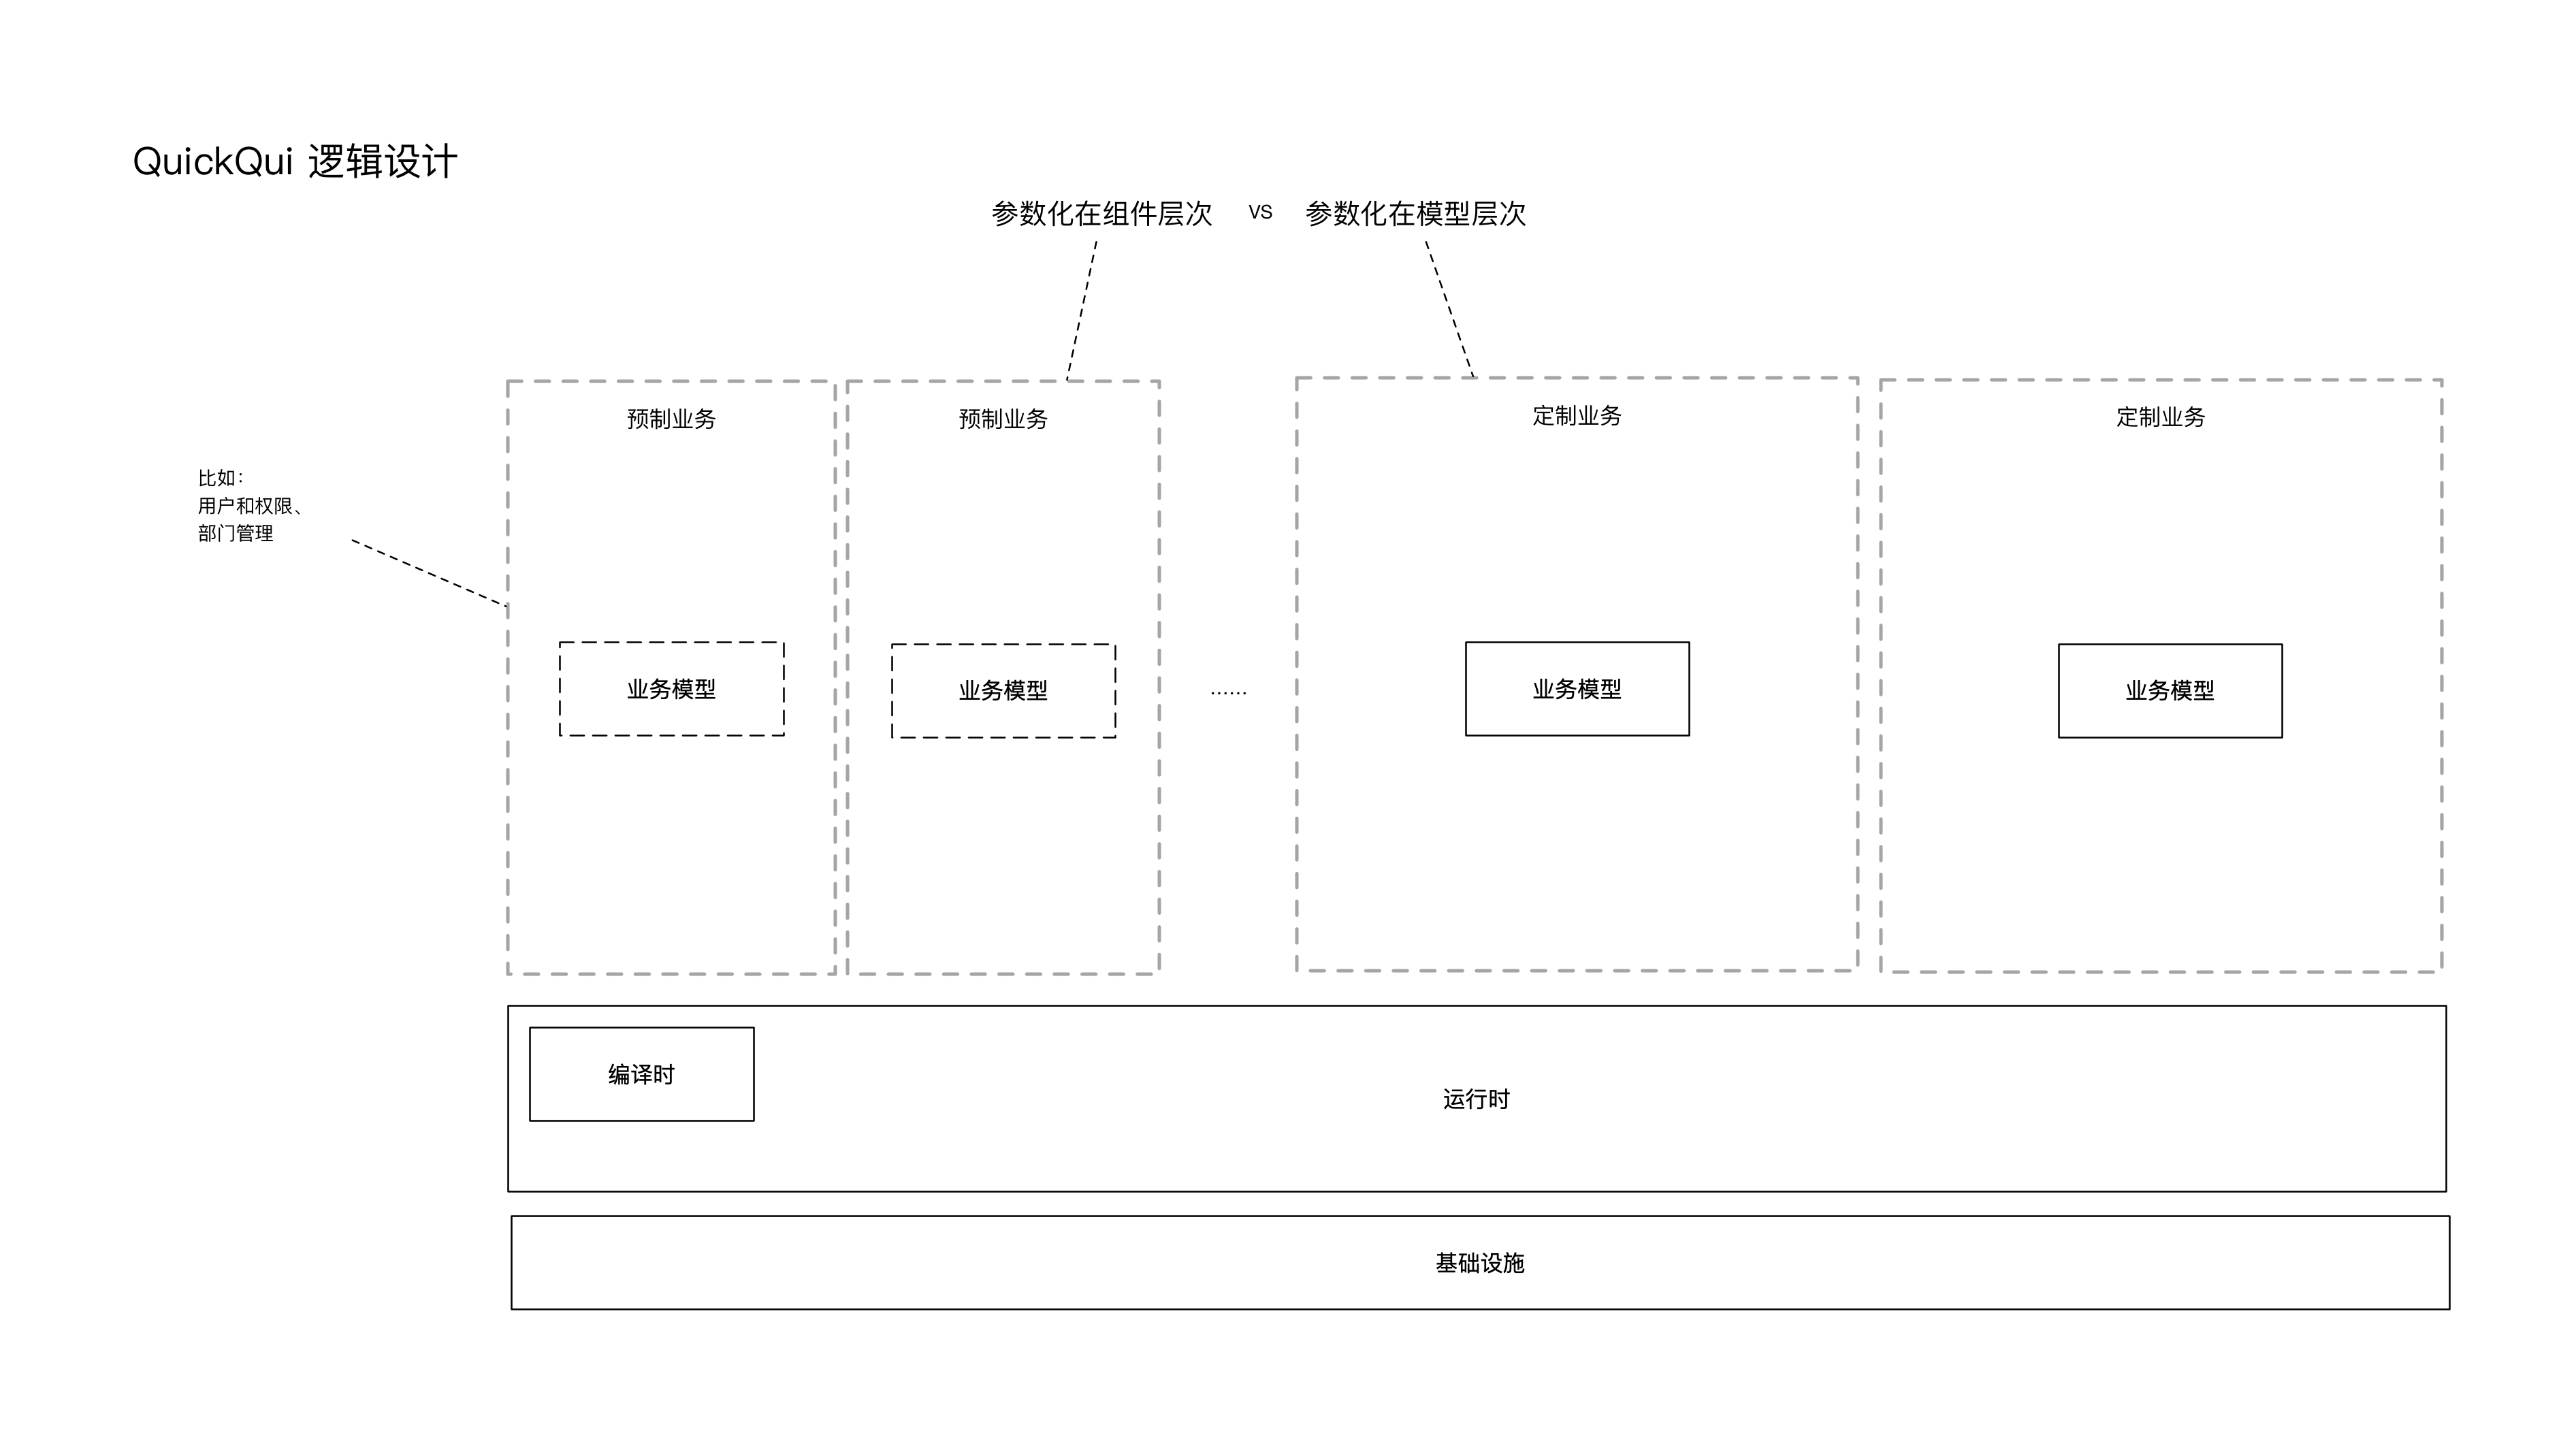 QuickQui 逻辑设计
参数化在组件层次 VS 参数化在模型层次
预制业务
预制业务
定制业务
定制业务
比如：
用户和权限、
部门管理
业务模型
业务模型
……
业务模型
业务模型
编译时
运行时
基础设施